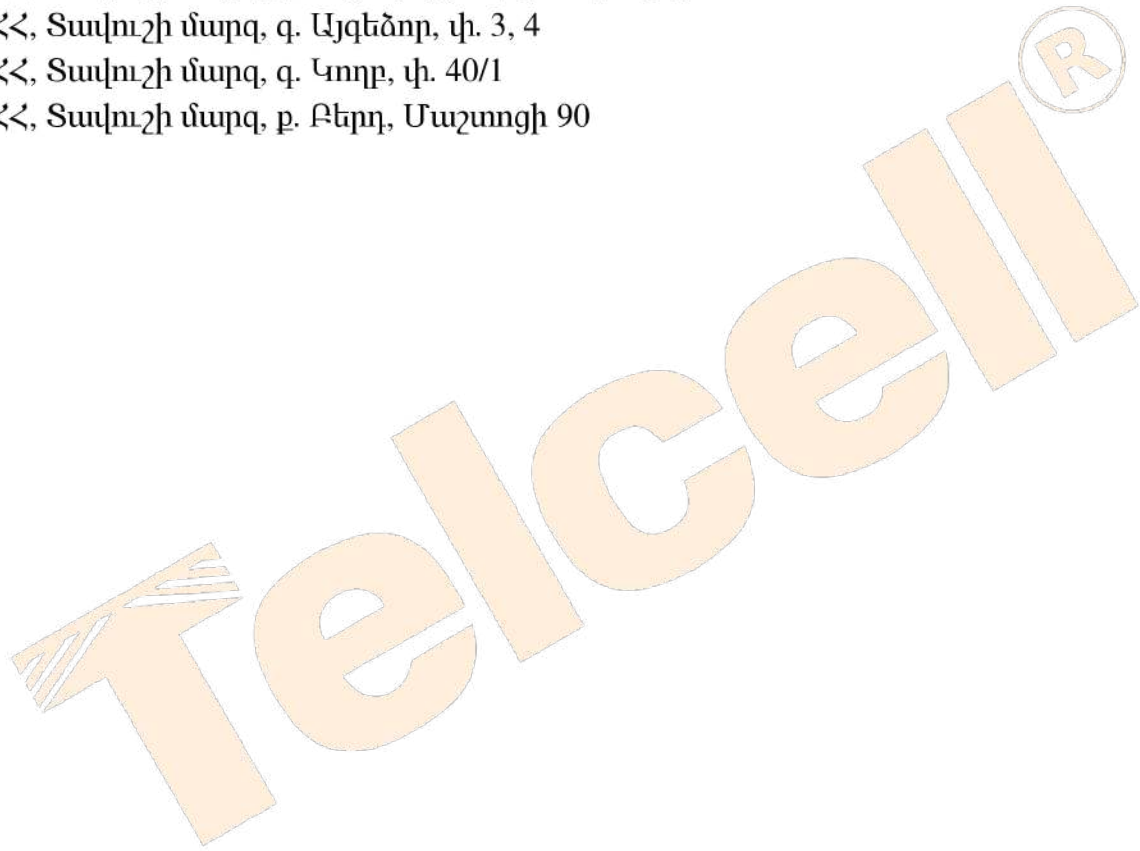 ՀՀ, Տավուշի մարզ, գ. Այգեձոր, փ. 3, 4
ՀՀ, Տավուշի մարզ, գ. Կողբ, փ. 40/1
ՀՀ, Տավուշի մարզ, ք. Բերդ, Մաշտոցի 90
Telcell®